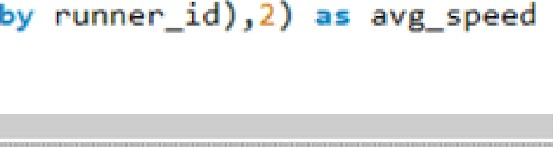 by runner_id),2) as avg_speed